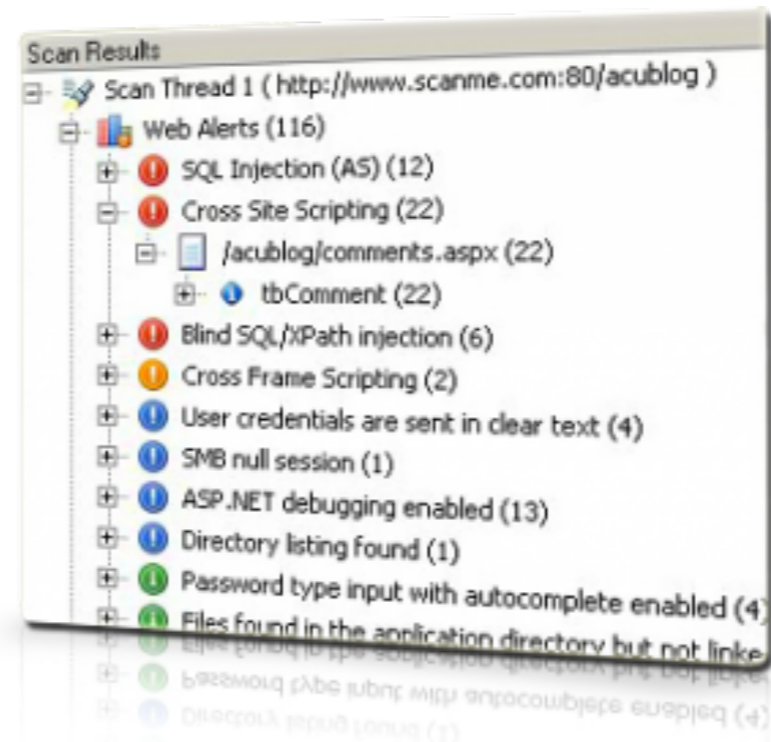 Scan Results
Scan Thread 1 ( http://www.scanme.com:80/acublog )
Web Alerts (116)
SQL Injection (AS) (12)
Cross Site Scripting (22)
/acublog/comments.aspx (22)
tbComment (22)
Blind SQL/XPath injection (6)
Cross Frame Scripting (2)
User credentials are sent in clear text (4)
SMB null session (1)
ASP.NET debugging enabled (13)
Directory listing found (1)
Password type input with autocomplete enabled (4)
Files found in the application directory but not linke